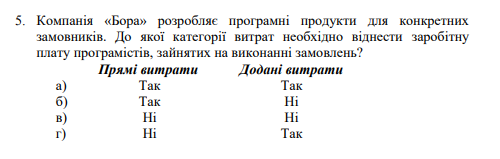 5. Компанія «Бора» розробляє програмні продукти для конкретних
замовників. До якої категорії витрат необхідно віднести заробітну
плату програмістів, зайнятих на виконанні замовлень?
Прямі витрати Додані витрати
а) Так Так
б) Так Ні
в) Ні Ні
г) Ні Так